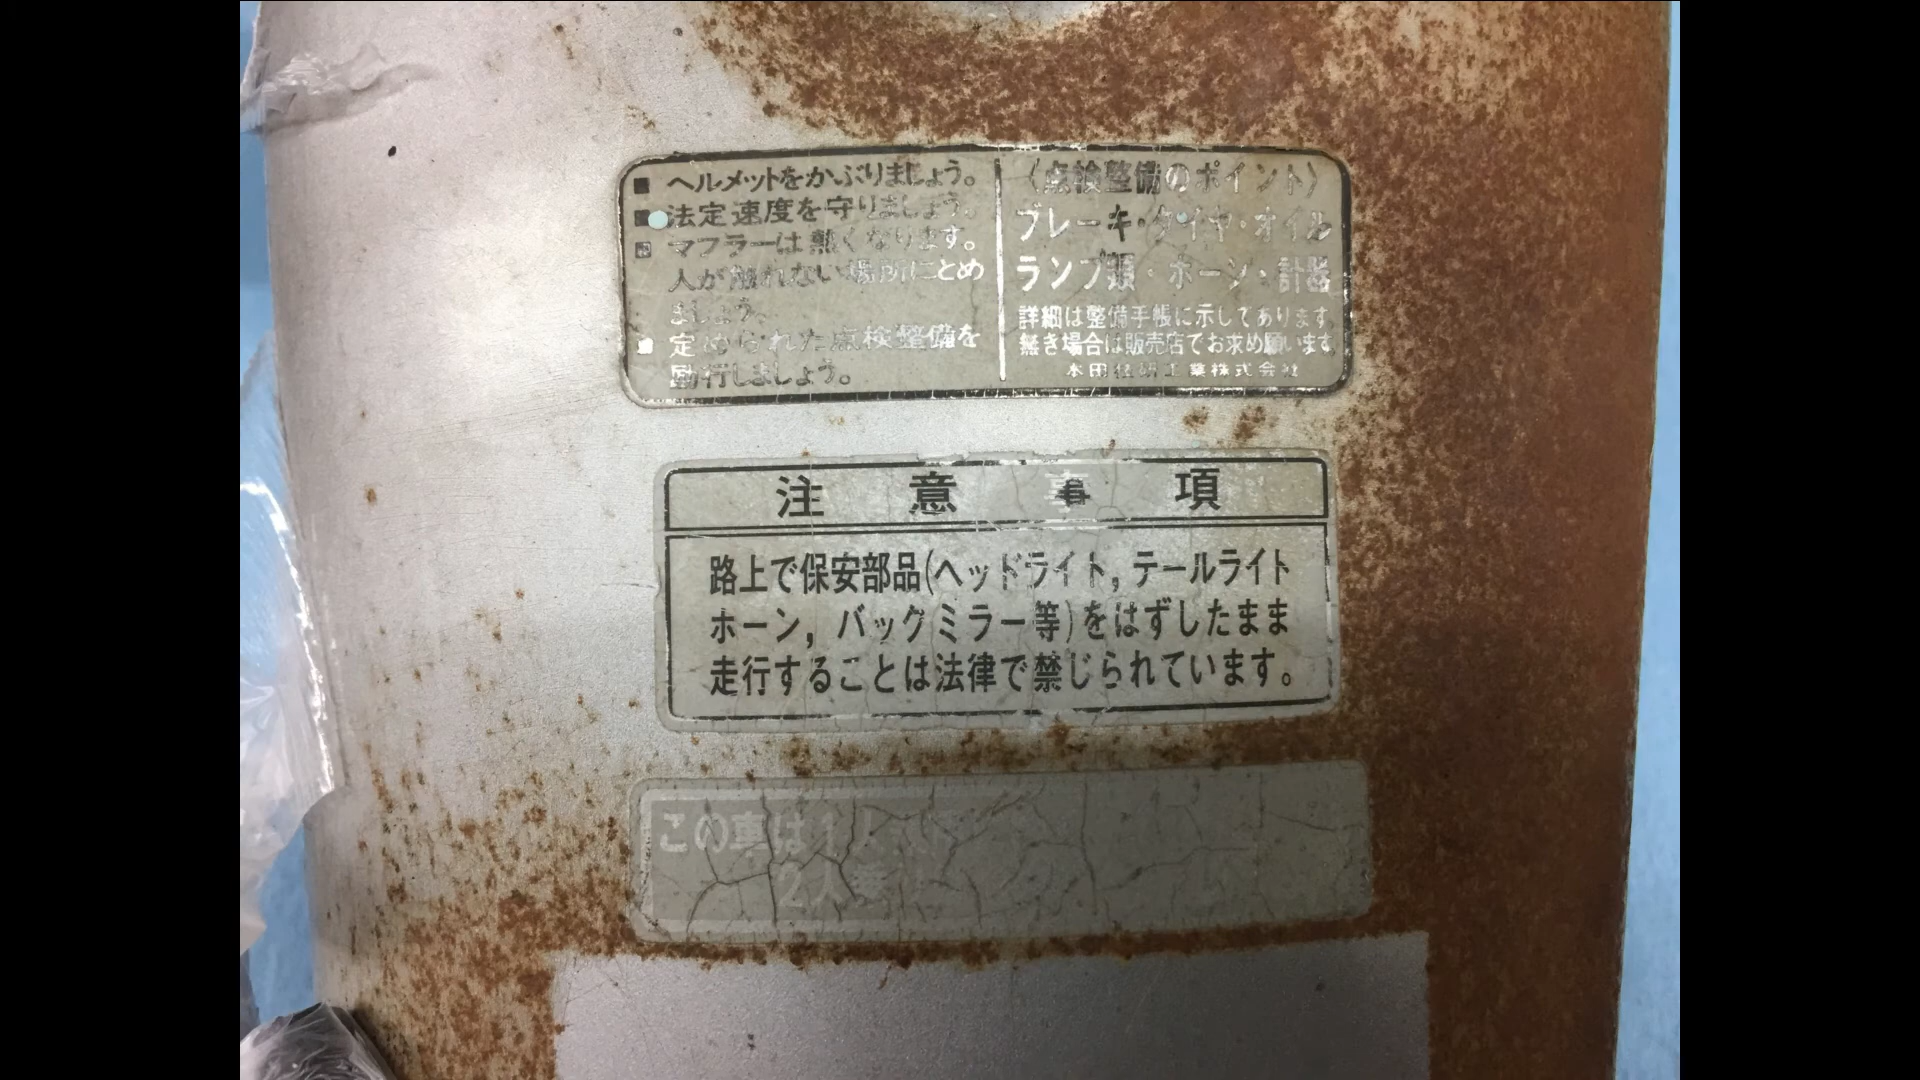 ■ ヘルメットをかぶりましょう。
■ 法定速度を守りましょう。
■ マフラーは熱くなります。
人が触れない場所にとめ
ましょう。
■ 定められた点検整備を
励行しましょう。
〈点検整備のポイント〉
ブレーキ・タイヤ・オイル
ランプ類・ホーン・計器
詳細は整備手帳に示してあります
無き場合は販売店でお求め願います
本田技研工業株式会社
注意事項
路上で保安部品(ヘッドライト,テールライト
ホーン,バックミラー等)をはずしたまま
走行することは法律で禁じられています。
この車は1人
2人乗